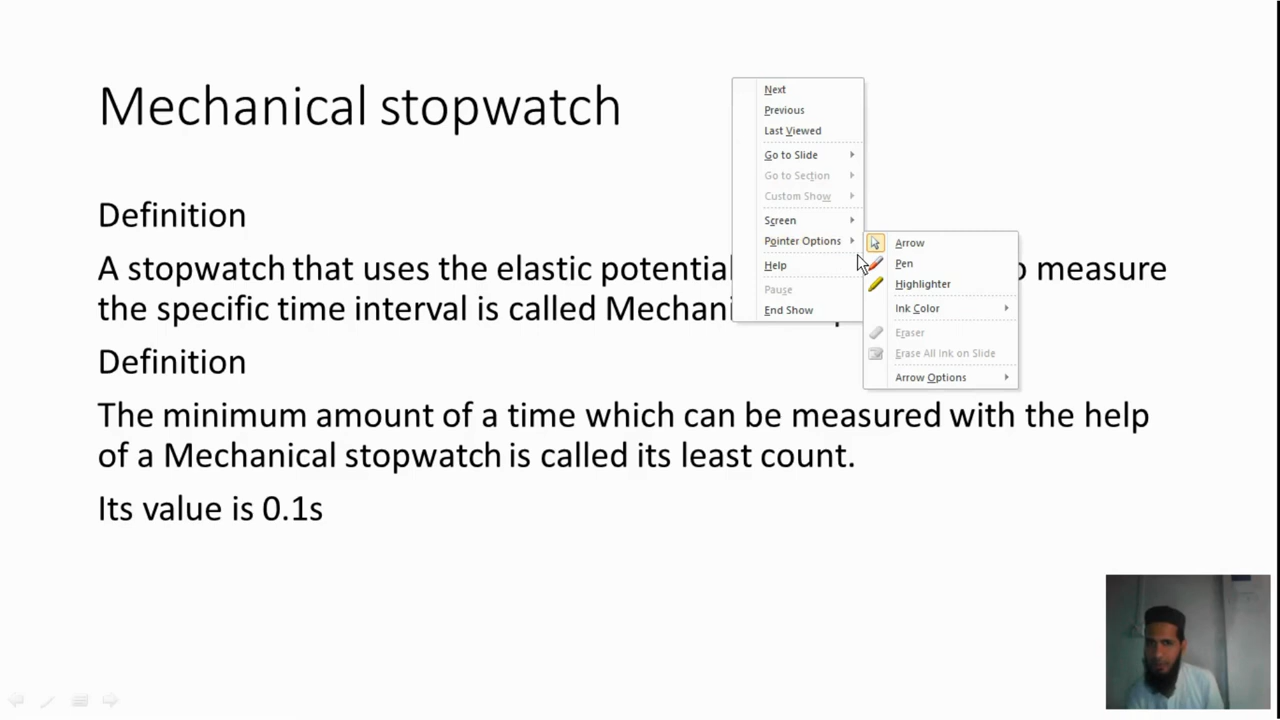 Mechanical stopwatch
Definition
A stopwatch that uses the elastic potential measure
the specific time interval is called Mechani
Definition
The minimum amount of a time which can be measured with the help
of a Mechanical stopwatch is called its least count.
Its value is 0.1s
Next
Previous
Last Viewed
Go to Slide
Go to Section
Custom Show
Screen
Pointer Options
Help
Pause
End Show
Arrow
Pen
Highlighter
Ink Color
Eraser
Erase All Ink on Slide
Arrow Options